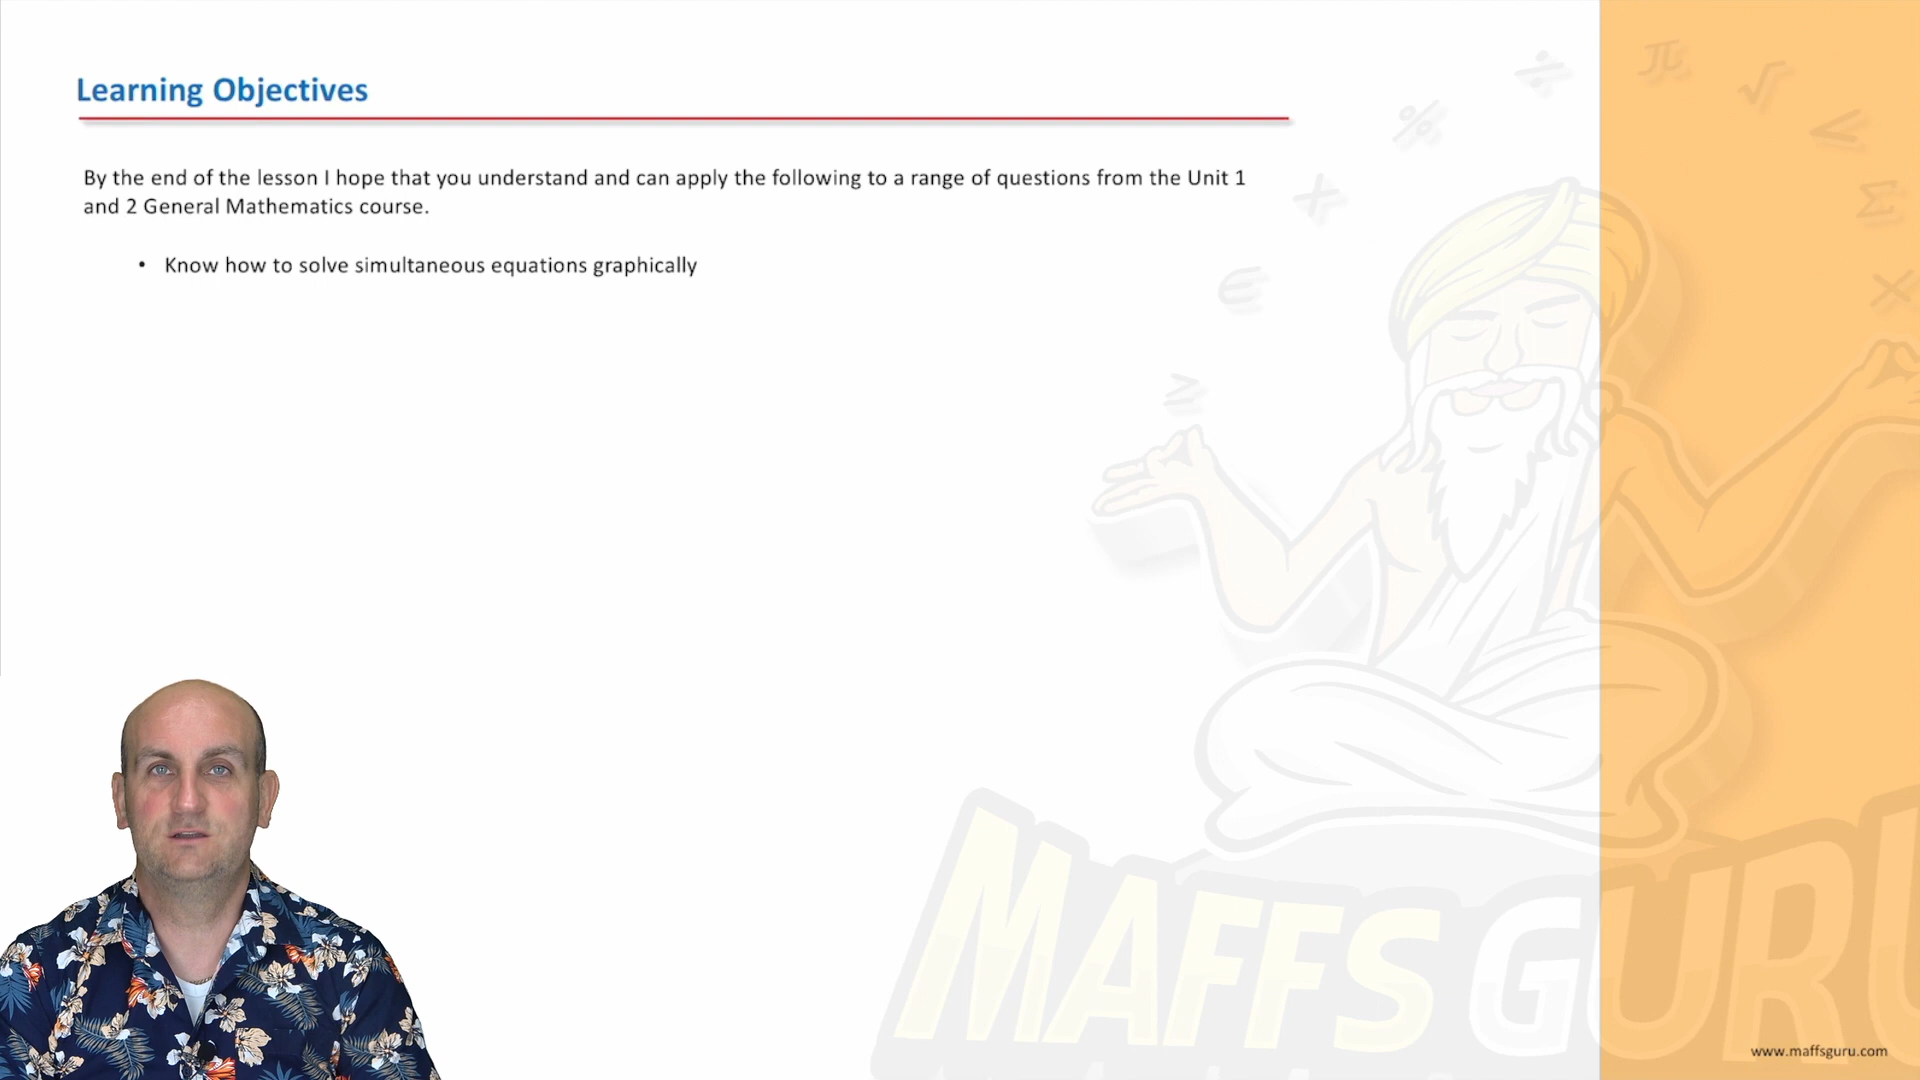 Learning Objectives
By the end of the lesson I hope that you understand and can apply the following to a range of questions from the Unit 1
and 2 General Mathematics course.
• Know how to solve simultaneous equations graphically
÷ π √ <
%
+ Σ
€ ×
≥
MAFFS GURU
www.maffsguru.com